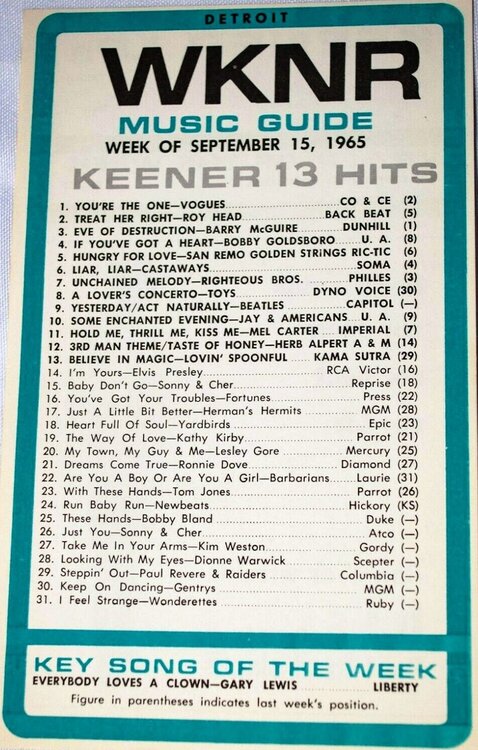 DETROIT
WKNR
MUSIC GUIDE
WEEK OF SEPTEMBER 15, 1965
KEENER 13 HITS
1. YOU'RE THE ONE—VOGUES CO & CE (2)
2. TREAT HER RIGHT—ROY HEAD BACK BEAT (5)
3. EVE OF DESTRUCTION—BARRY McGUIRE DUNHILL (1)
4. IF YOU'VE GOT A HEART—BOBBY GOLDSBORO U. A. (8)
5. HUNGRY FOR LOVE—SAN REMO GOLDEN STRINGS RIC-TIC (6)
6. LIAR, LIAR—CASTAWAYS SOMA (4)
7. UNCHAINED MELODY—RIGHTEOUS BROS. PHILLES (3)
8. A LOVER'S CONCERTO—TOYS DYNO VOICE (30)
9. YESTERDAY/ACT NATURALLY—BEATLES CAPITOL (—)
10. SOME ENCHANTED EVENING—JAY & AMERICANS U. A. (9)
11. HOLD ME, THRILL ME, KISS ME—MEL CARTER IMPERIAL (7)
12. 3RD MAN THEME/TASTE OF HONEY—HERB ALPERT A & M (14)
13. BELIEVE IN MAGIC—LOVIN' SPOONFUL KAMA SUTRA (29)
14. I'm Yours—Elvis Presley RCA Victor (16)
15. Baby Don't Go—Sonny & Cher Reprise (18)
16. You've Got Your Troubles—Fortunes Press (22)
17. Just A Little Bit Better—Herman's Hermits MGM (28)
18. Heart Full Of Soul—Yardbirds Epic (23)
19. The Way Of Love—Kathy Kirby Parrot (21)
20. My Town, My Guy & Me—Lesley Gore Mercury (25)
21. Dreams Come True—Ronnie Dove Diamond (27)
22. Are You A Boy Or Are You A Girl—Barbarians Laurie (31)
23. With These Hands—Tom Jones Parrot (26)
24. Run Baby Run—Newbeats Hickory (KS)
25. These Hands—Bobby Bland Duke (—)
26. Just You—Sonny & Cher Atco (—)
27. Take Me In Your Arms—Kim Weston Gordy (—)
28. Looking With My Eyes—Dionne Warwick Scepter (—)
29. Steppin' Out—Paul Revere & Raiders Columbia (—)
30. Keep On Dancing—Gentrys MGM (—)
31. I Feel Strange—Wonderettes Ruby (—)
KEY SONG OF THE WEEK
EVERYBODY LOVES A CLOWN—GARY LEWIS LIBERTY
Figure in parentheses indicates last week's position.